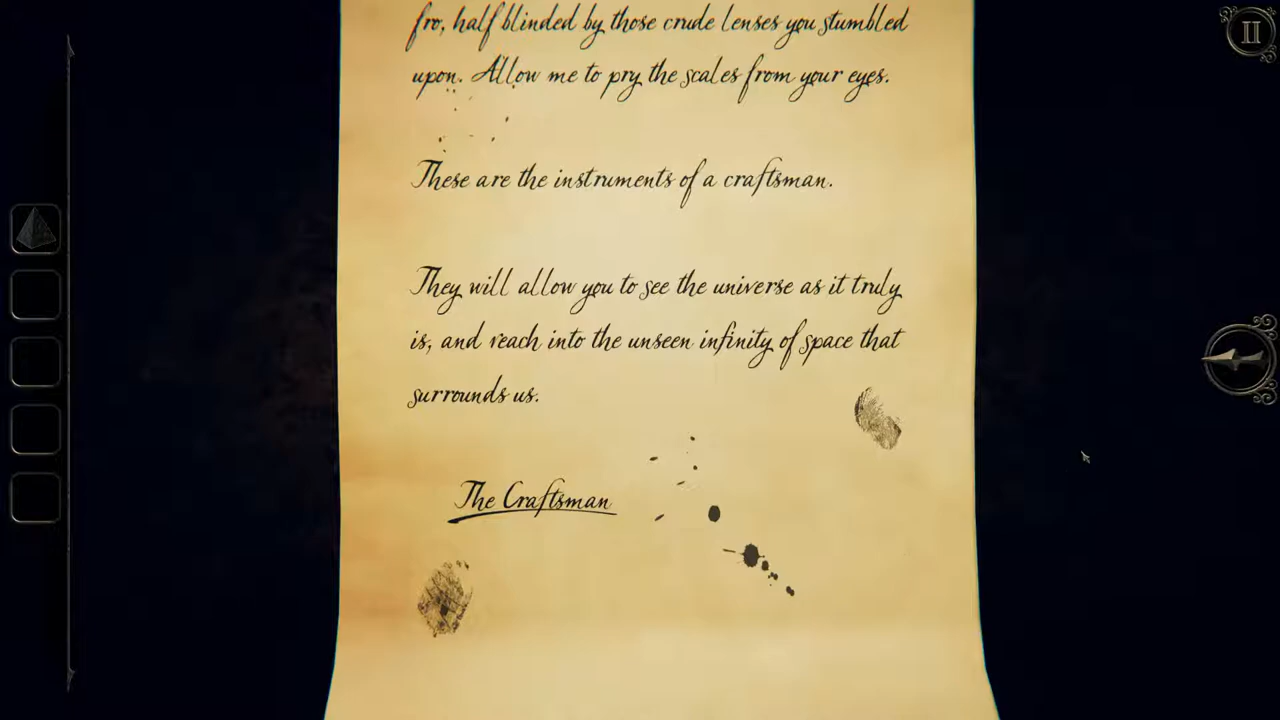 fro, half blinded by those crude lenses you stumbled
upon. Allow me to pry the scales from your eyes.
These are the instruments of a craftsman.
They will allow you to see the universe as it truly
is, and reach into the unseen infinity of space that
surrounds us.
The Craftsman